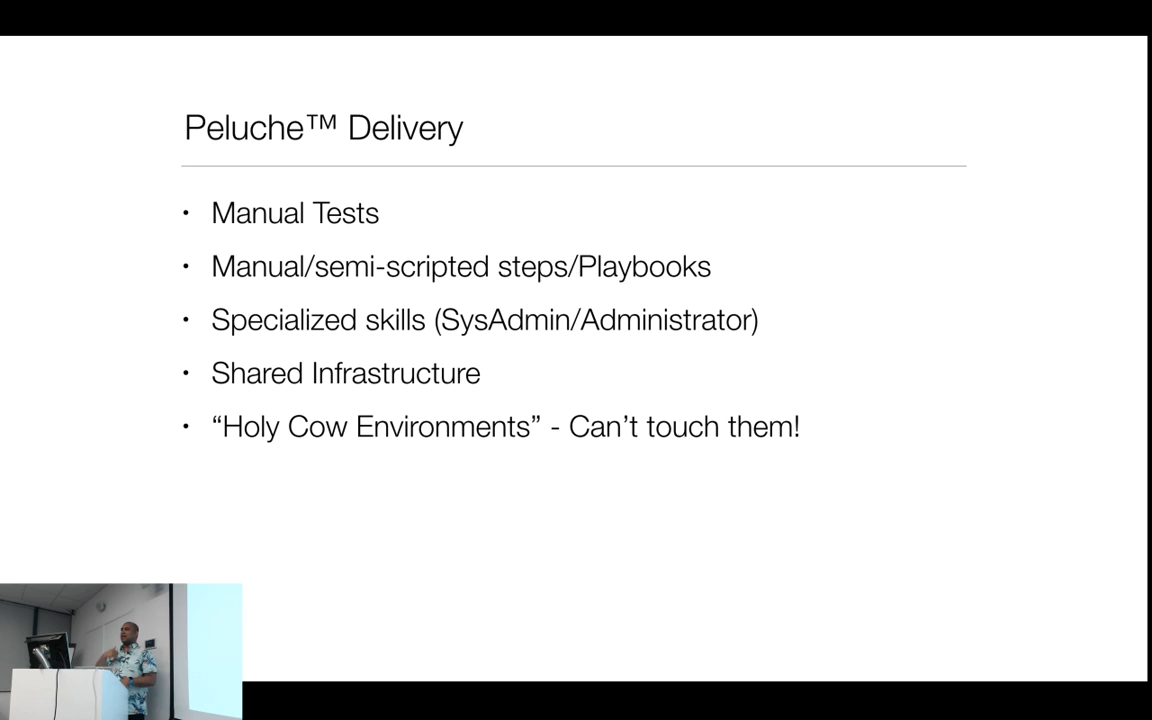 Peluche™ Delivery
• Manual Tests
• Manual/semi-scripted steps/Playbooks
• Specialized skills (SysAdmin/Administrator)
• Shared Infrastructure
• “Holy Cow Environments” - Can’t touch them!